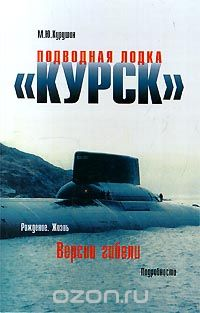 М.Ю.Курушин
ПОДВОДНАЯ ЛОДКА
«КУРСК»
Рождение. Жизнь
Версии гибели
Подробности
OZON.ru